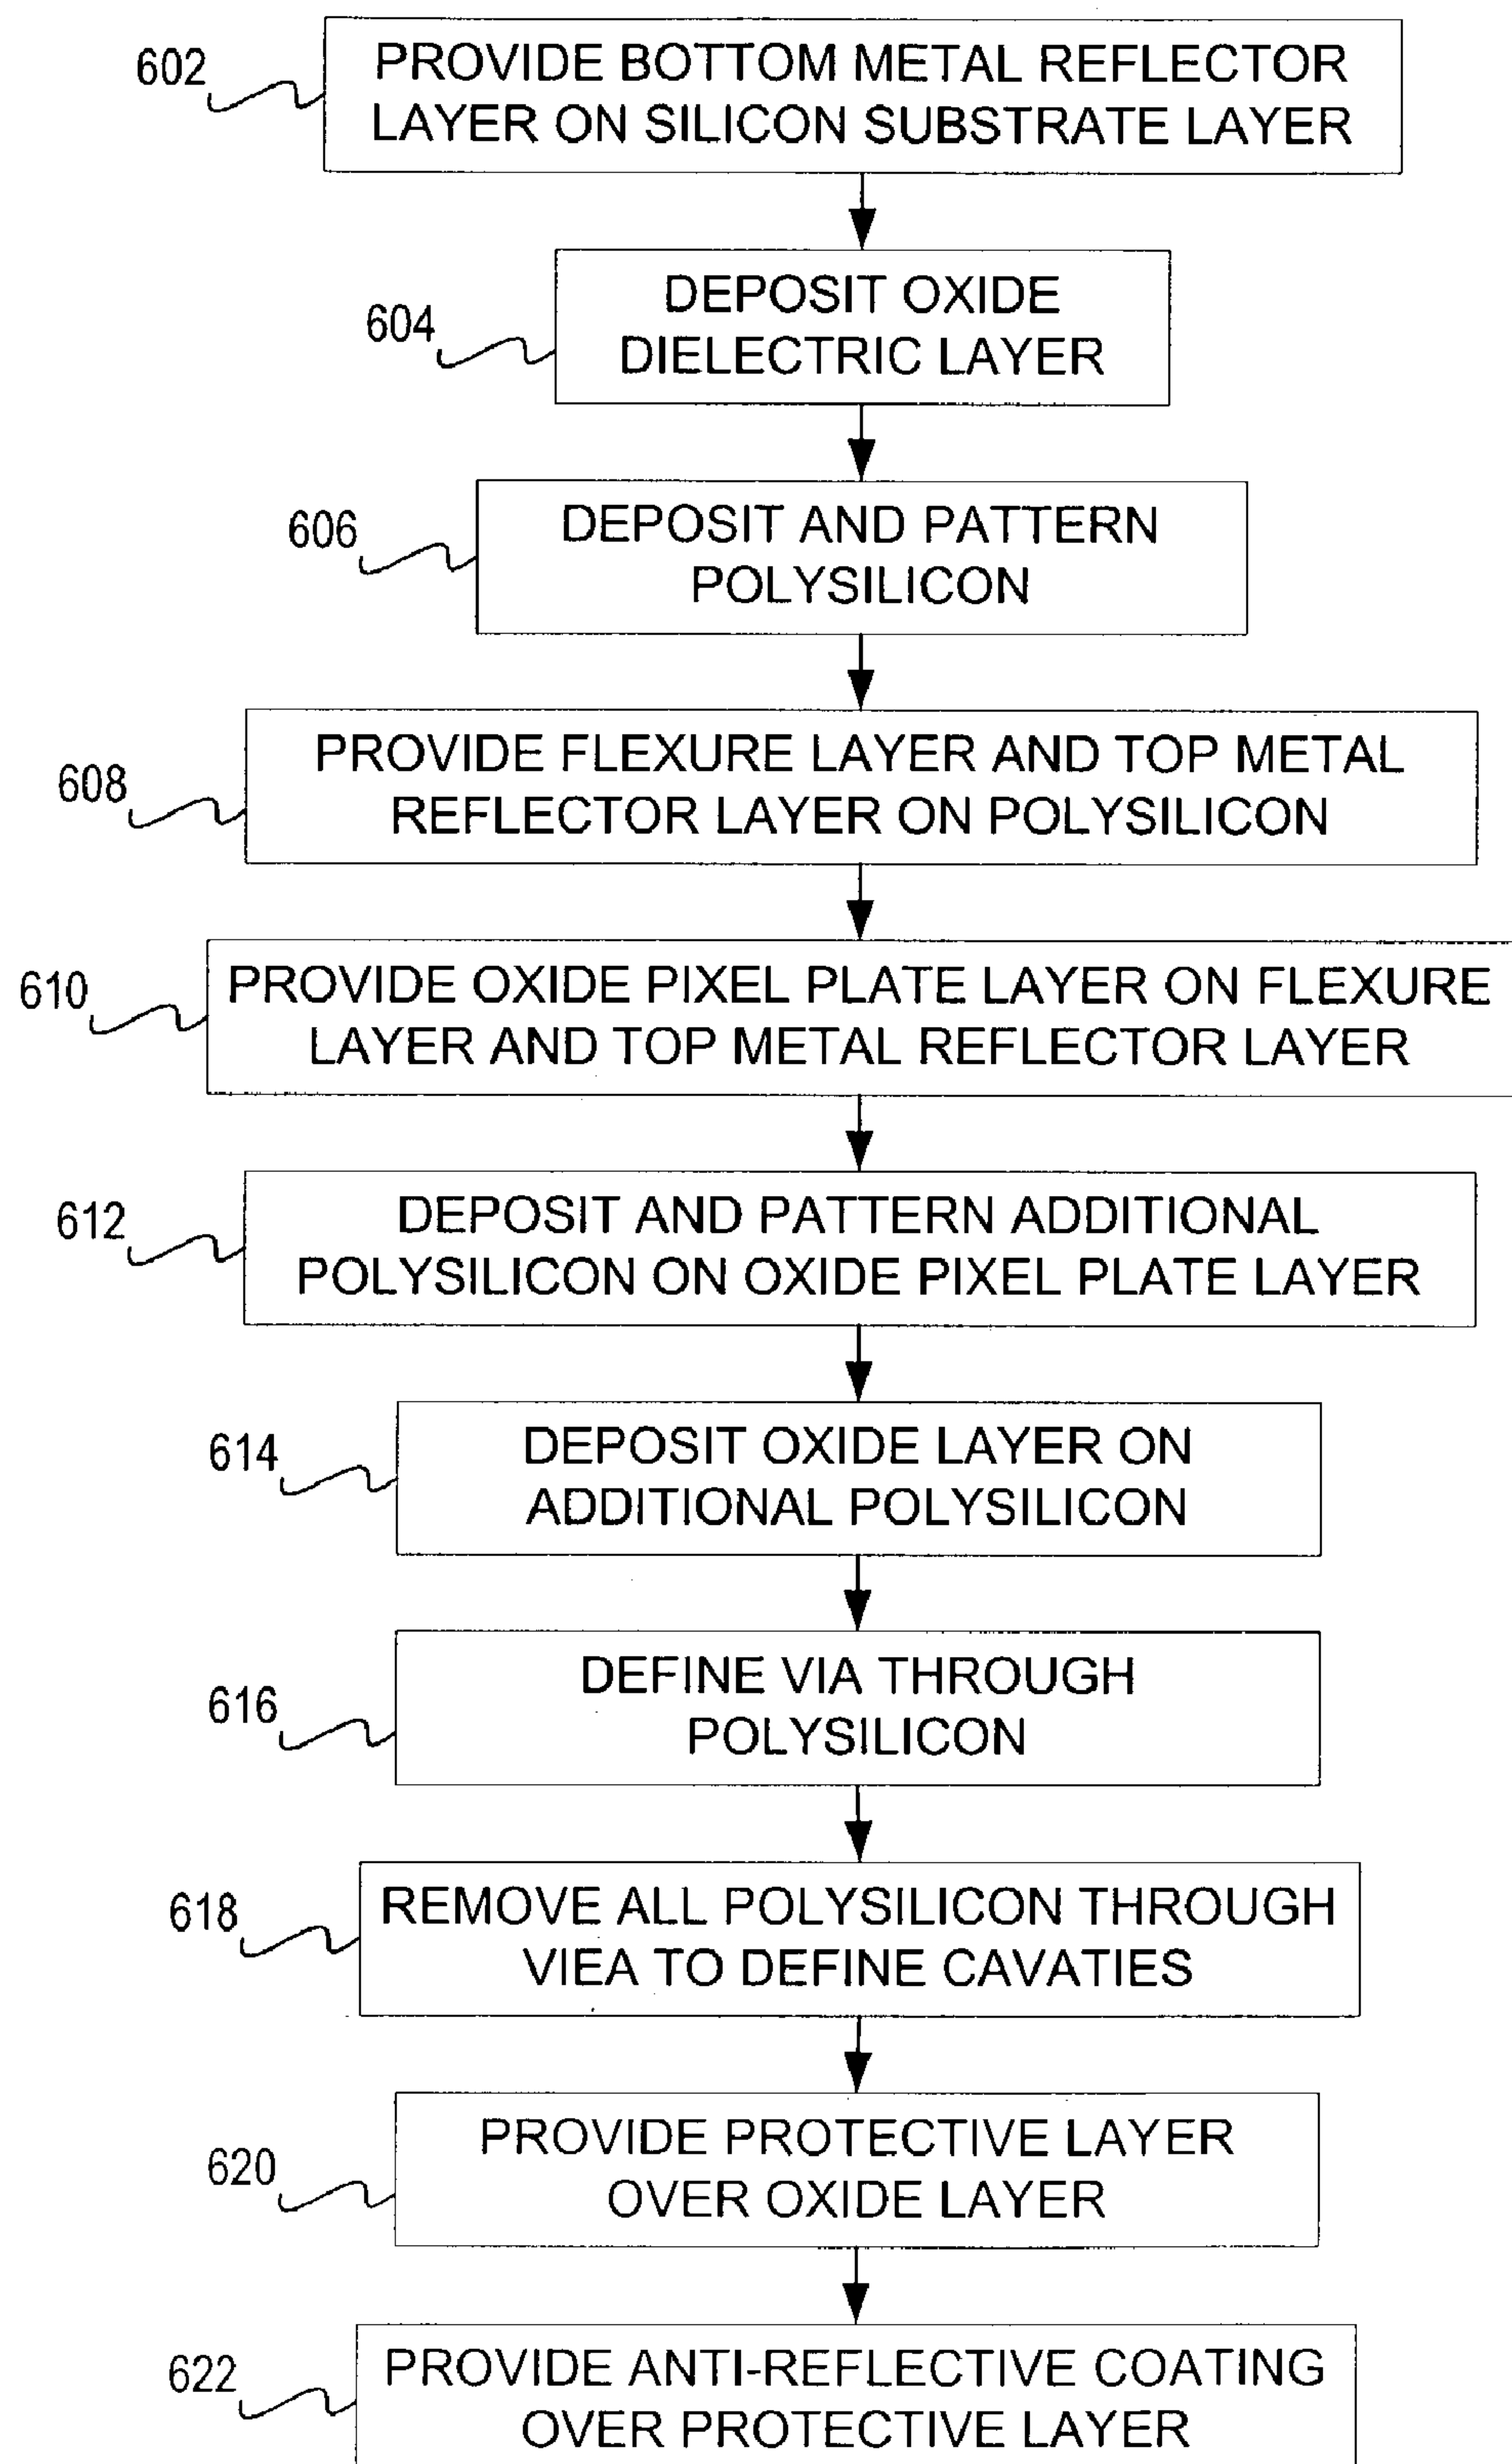 602
PROVIDE BOTTOM METAL REFLECTOR
LAYER ON SILICON SUBSTRATE LAYER
604
DEPOSIT OXIDE
DIELECTRIC LAYER
606
DEPOSIT AND PATTERN
POLYSILICON
608
PROVIDE FLEXURE LAYER AND TOP METAL
REFLECTOR LAYER ON POLYSILICON
610
PROVIDE OXIDE PIXEL PLATE LAYER ON FLEXURE
LAYER AND TOP METAL REFLECTOR LAYER
612
DEPOSIT AND PATTERN ADDITIONAL
POLYSILICON ON OXIDE PIXEL PLATE LAYER
614
DEPOSIT OXIDE LAYER ON
ADDITIONAL POLYSILICON
616
DEFINE VIA THROUGH
POLYSILICON
618
REMOVE ALL POLYSILICON THROUGH
VIEA TO DEFINE CAVATIES
620
PROVIDE PROTECTIVE LAYER
OVER OXIDE LAYER
622
PROVIDE ANTI-REFLECTIVE COATING
OVER PROTECTIVE LAYER